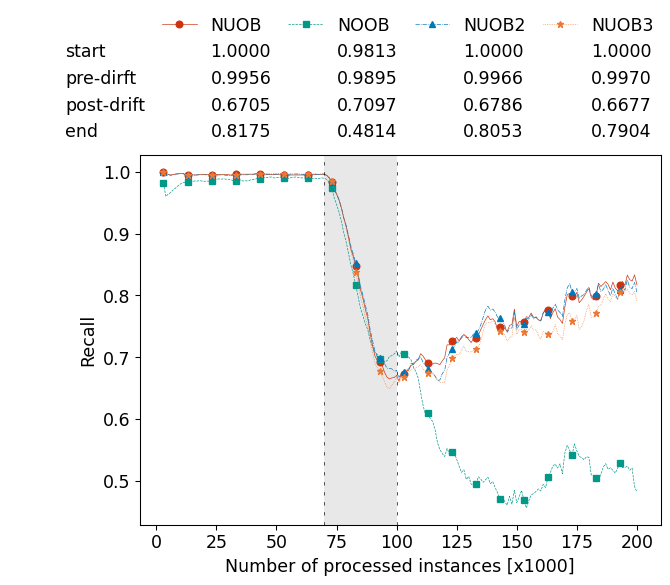 NUOB NOOB NUOB2 NUOB3
start 1.0000 0.9813 1.0000 1.0000
pre-dirft 0.9956 0.9895 0.9966 0.9970
post-drift 0.6705 0.7097 0.6786 0.6677
end 0.8175 0.4814 0.8053 0.7904
1.0
0.9
0.8
0.7
0.6
0.5
Recall
0 25 50 75 100 125 150 175 200
Number of processed instances [x1000]